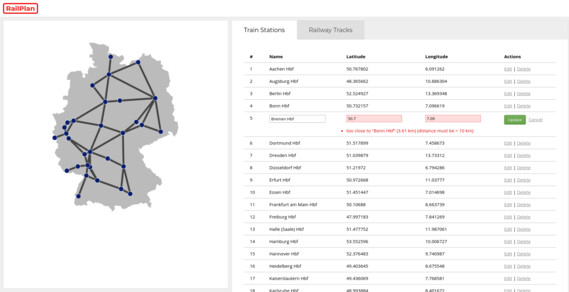 RailPlan
Train Stations Railway Tracks
# Name Latitude Longitude Actions
1 Aachen Hbf 50.767802 6.091262 Edit | Delete
2 Augsburg Hbf 48.365662 10.886304 Edit | Delete
3 Berlin Hbf 52.524927 13.369348 Edit | Delete
4 Bonn Hbf 50.732157 7.096619 Edit | Delete
5 Bremen Hbf 50.7 7.09 Update Cancel
too close to "Bonn Hbf" (3.61 km) (distance must be > 10 km)
6 Dortmund Hbf 51.517899 7.458673 Edit | Delete
7 Dresden Hbf 51.039879 13.73312 Edit | Delete
8 Düsseldorf Hbf 51.21972 6.794286 Edit | Delete
9 Erfurt Hbf 50.972668 11.03777 Edit | Delete
10 Essen Hbf 51.451447 7.014698 Edit | Delete
11 Frankfurt am Main Hbf 50.10688 8.663739 Edit | Delete
12 Freiburg Hbf 47.997183 7.841269 Edit | Delete
13 Halle (Saale) Hbf 51.477752 11.987061 Edit | Delete
14 Hamburg Hbf 53.552596 10.006727 Edit | Delete
15 Hannover Hbf 52.376483 9.740987 Edit | Delete
16 Heidelberg Hbf 49.403645 8.675546 Edit | Delete
17 Kaiserslautern Hbf 49.436069 7.768581 Edit | Delete
18 Karlsruhe Hbf 48.993884 8.401672 Edit | Delete